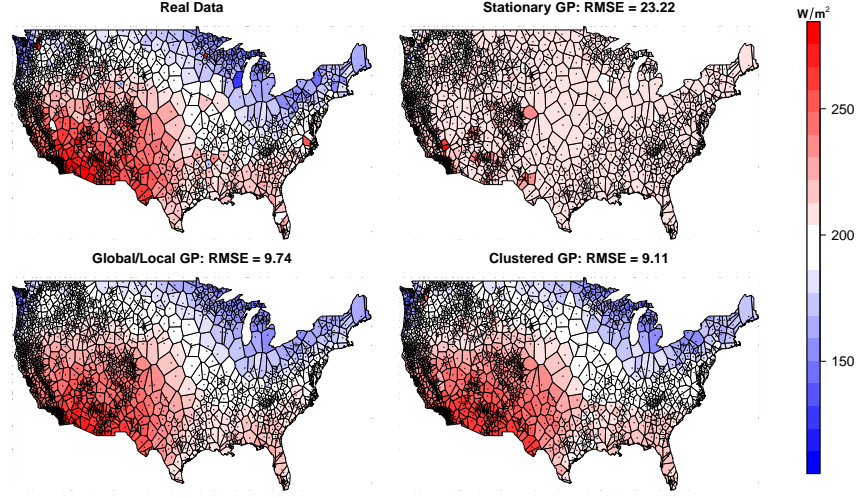 Real Data
Stationary GP: RMSE = 23.22
W/m²
250
200
150
Global/Local GP: RMSE = 9.74
Clustered GP: RMSE = 9.11